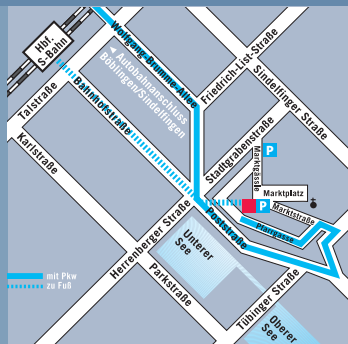 Hbf.
S-Bahn
Wolfgang-Brumme-Allee
Autobahnanschluss
Böblingen/Sindelfingen
Friedrich-List-Straße
Sindelfinger Straße
Talstraße
Bahnhofstraße
Karlstraße
Stadtgrabenstraße
Marktgässle
P
Marktplatz
P
Marktstraße
Pfarrgasse
Poststraße
Herrenberger Straße
Unterer
See
Parkstraße
Tübinger Straße
Oberer
See
mit Pkw
zu Fuß